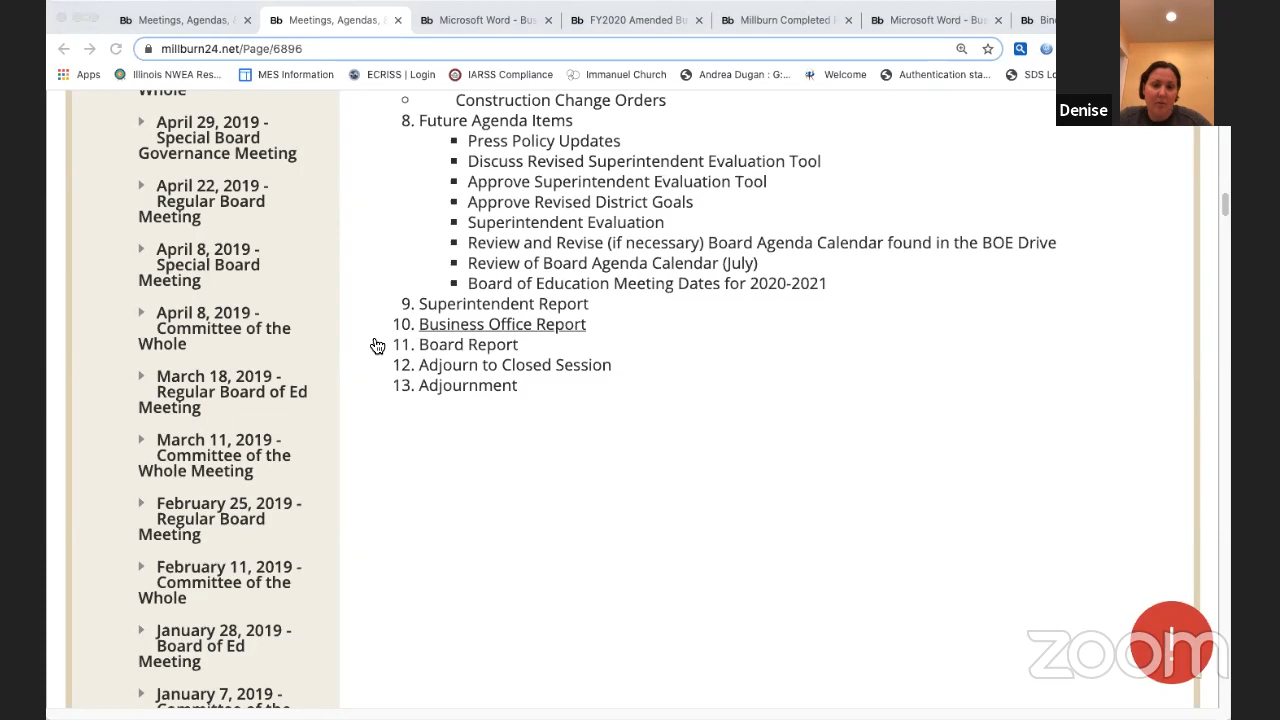 Meetings, Agendas,
Meetings, Agendas,
Microsoft Word - Bus
FY2020 Amended Bu
Millburn Completed
Microsoft Word - Bus
Bin
millburn24.net/Page/6896
Apps
Illinois NWEA Res...
MES Information
ECRISS | Login
IARSS Compliance
Immanuel Church
Andrea Dugan : G:...
Welcome
Authentication sta...
SDS Lo
Denise
Whole
April 29, 2019 -
Special Board
Governance Meeting
April 22, 2019 -
Regular Board
Meeting
April 8, 2019 -
Special Board
Meeting
April 8, 2019 -
Committee of the
Whole
March 18, 2019 -
Regular Board of Ed
Meeting
March 11, 2019 -
Committee of the
Whole Meeting
February 25, 2019 -
Regular Board
Meeting
February 11, 2019 -
Committee of the
Whole
January 28, 2019 -
Board of Ed
Meeting
January 7, 2019 -
Committee of the
Construction Change Orders
8. Future Agenda Items
Press Policy Updates
Discuss Revised Superintendent Evaluation Tool
Approve Superintendent Evaluation Tool
Approve Revised District Goals
Superintendent Evaluation
Review and Revise (if necessary) Board Agenda Calendar found in the BOE Drive
Review of Board Agenda Calendar (July)
Board of Education Meeting Dates for 2020-2021
9. Superintendent Report
10. Business Office Report
11. Board Report
12. Adjourn to Closed Session
13. Adjournment
!
zoom